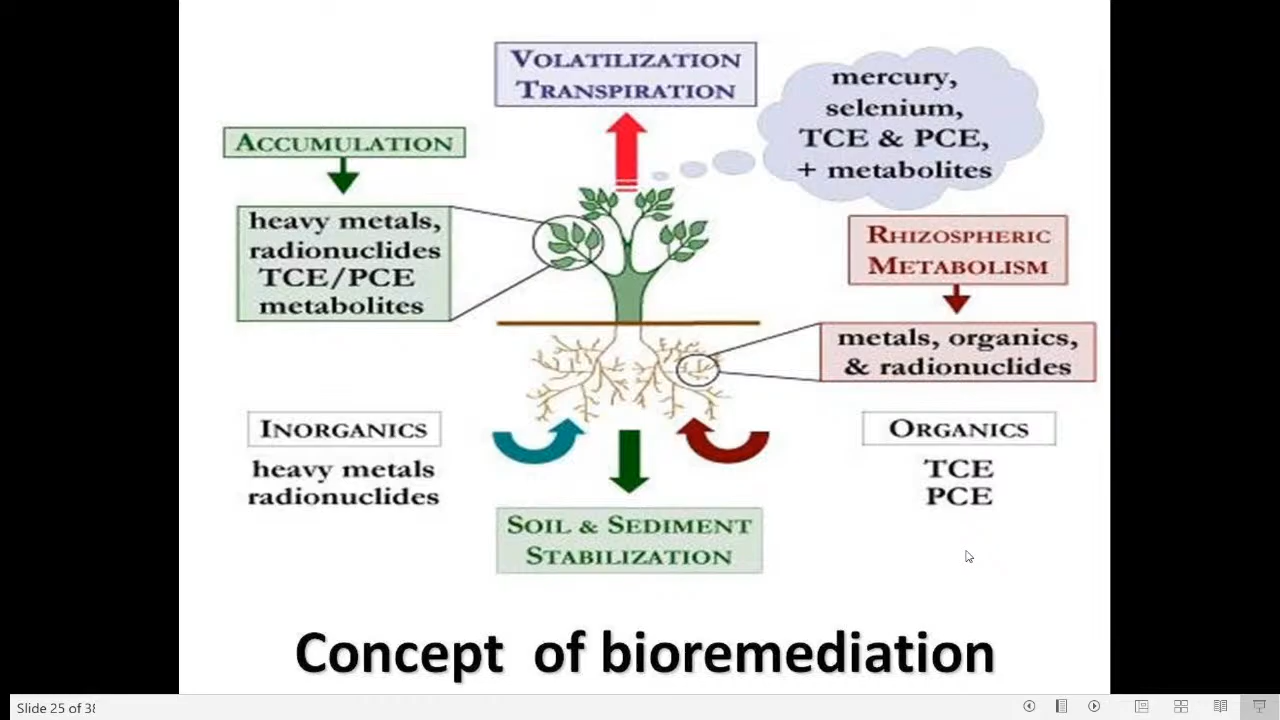 VOLATILIZATION
TRANSPIRATION
mercury,
selenium,
TCE & PCE,
+ metabolites
ACCUMULATION
heavy metals,
radionuclides
TCE/PCE
metabolites
RHIZOSPHERIC
METABOLISM
metals, organics,
& radionuclides
INORGANICS
heavy metals
radionuclides
ORGANICS
TCE
PCE
SOIL & SEDIMENT
STABILIZATION
Concept of bioremediation
Slide 25 of 38